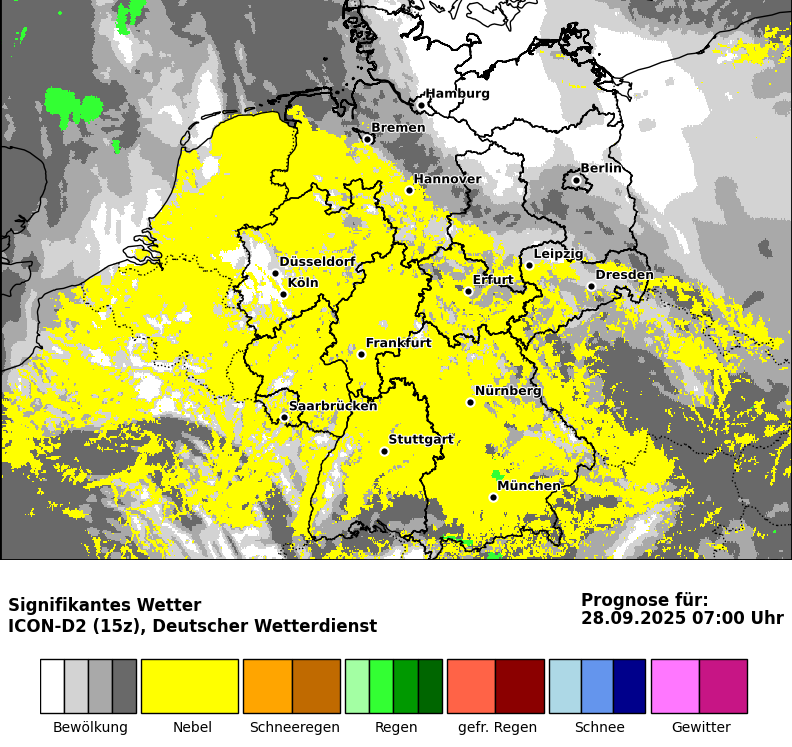 Hamburg
Bremen
Berlin
Hannover
Leipzig
Düsseldorf
Dresden
Köln
Erfurt
Frankfurt
Nürnberg
Saarbrücken
Stuttgart
München
Signifikantes Wetter
ICON-D2 (15z), Deutscher Wetterdienst
Prognose für:
28.09.2025 07:00 Uhr
Bewölkung Nebel Schneeregen Regen gefr. Regen Schnee Gewitter